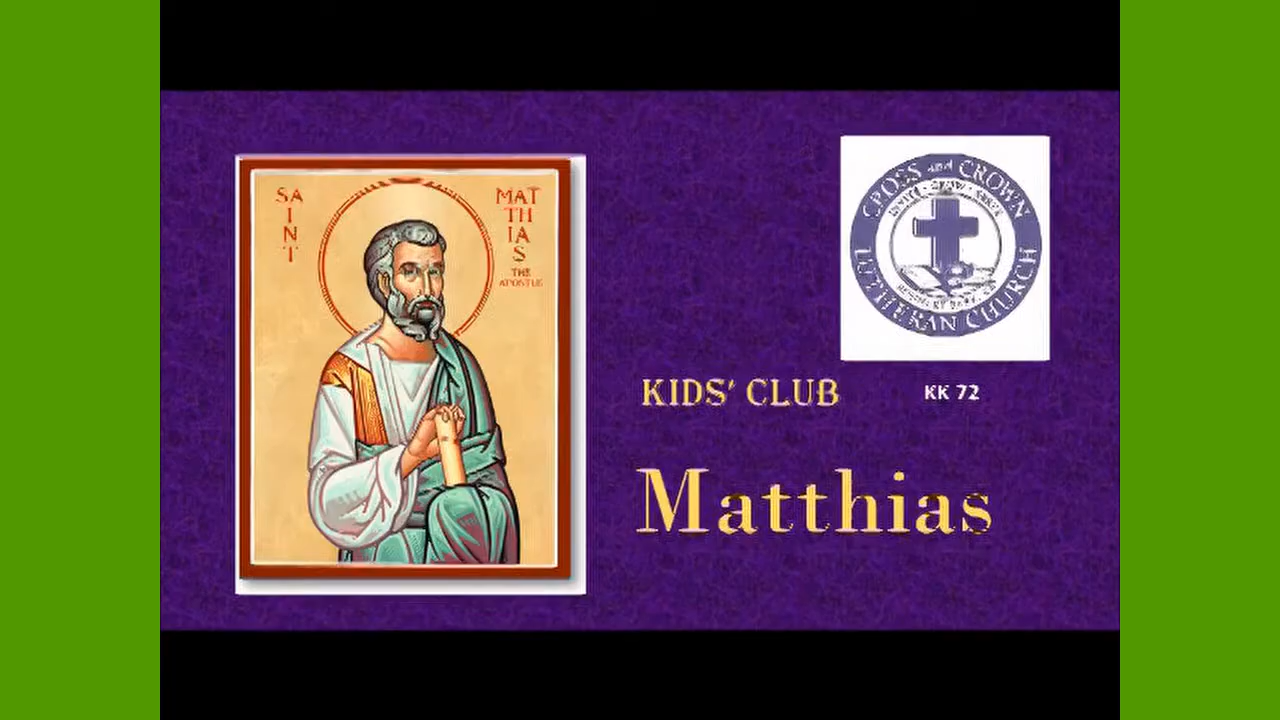 SAINT
MATTHIAS
THE
APOSTLE
CROSS and CROWN
LUTHERAN CHURCH
KIDS' CLUB
KK 72
Matthias